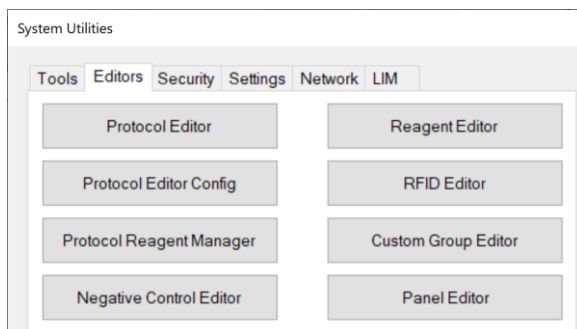 System Utilities
Tools Editors Security Settings Network LIM
Protocol Editor Reagent Editor
Protocol Editor Config RFID Editor
Protocol Reagent Manager Custom Group Editor
Negative Control Editor Panel Editor